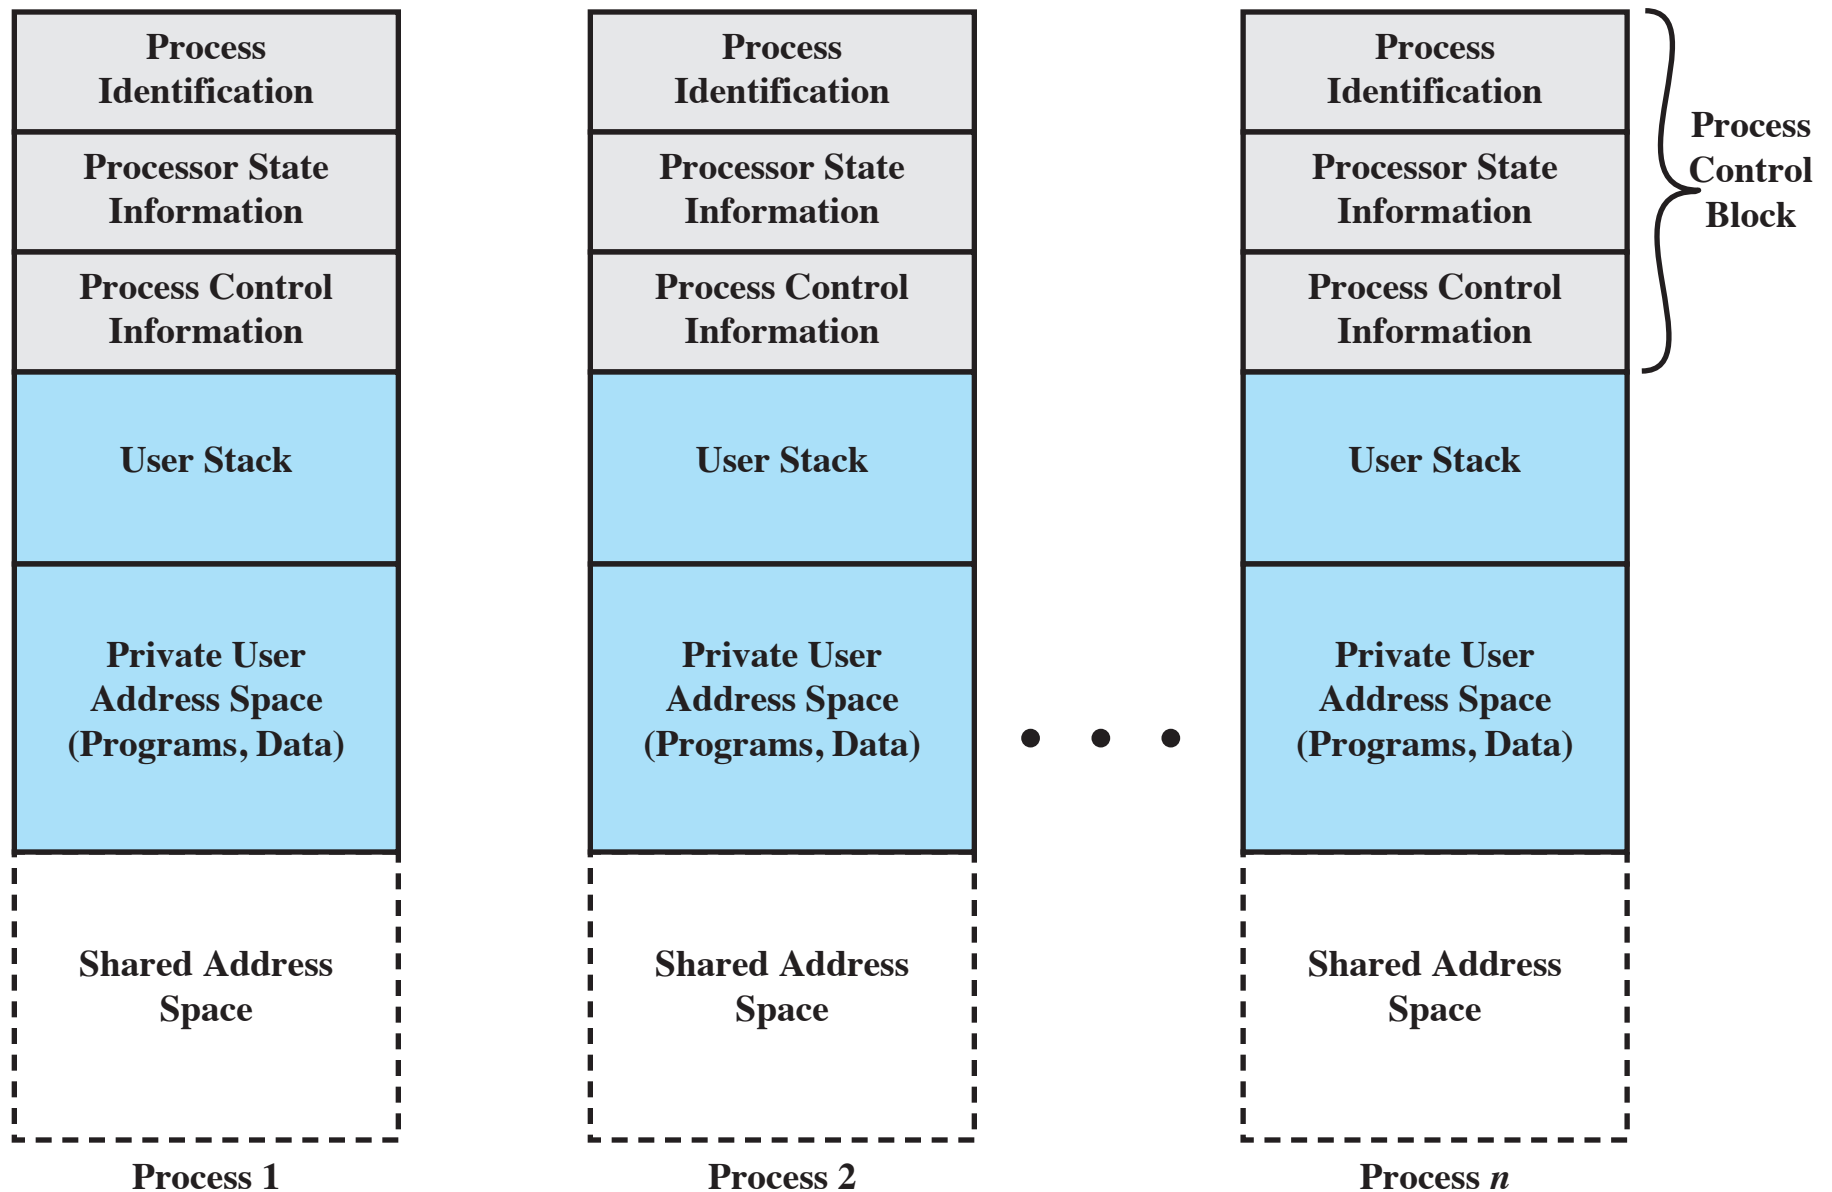 Process
Identification
Processor State
Information
Process Control
Information
User Stack
Private User
Address Space
(Programs, Data)
Shared Address
Space
Process 1
Process
Identification
Processor State
Information
Process Control
Information
User Stack
Private User
Address Space
(Programs, Data)
Shared Address
Space
Process 2
Process
Identification
Processor State
Information
Process Control
Information
User Stack
Private User
Address Space
(Programs, Data)
Shared Address
Space
Process n
Process
Control
Block